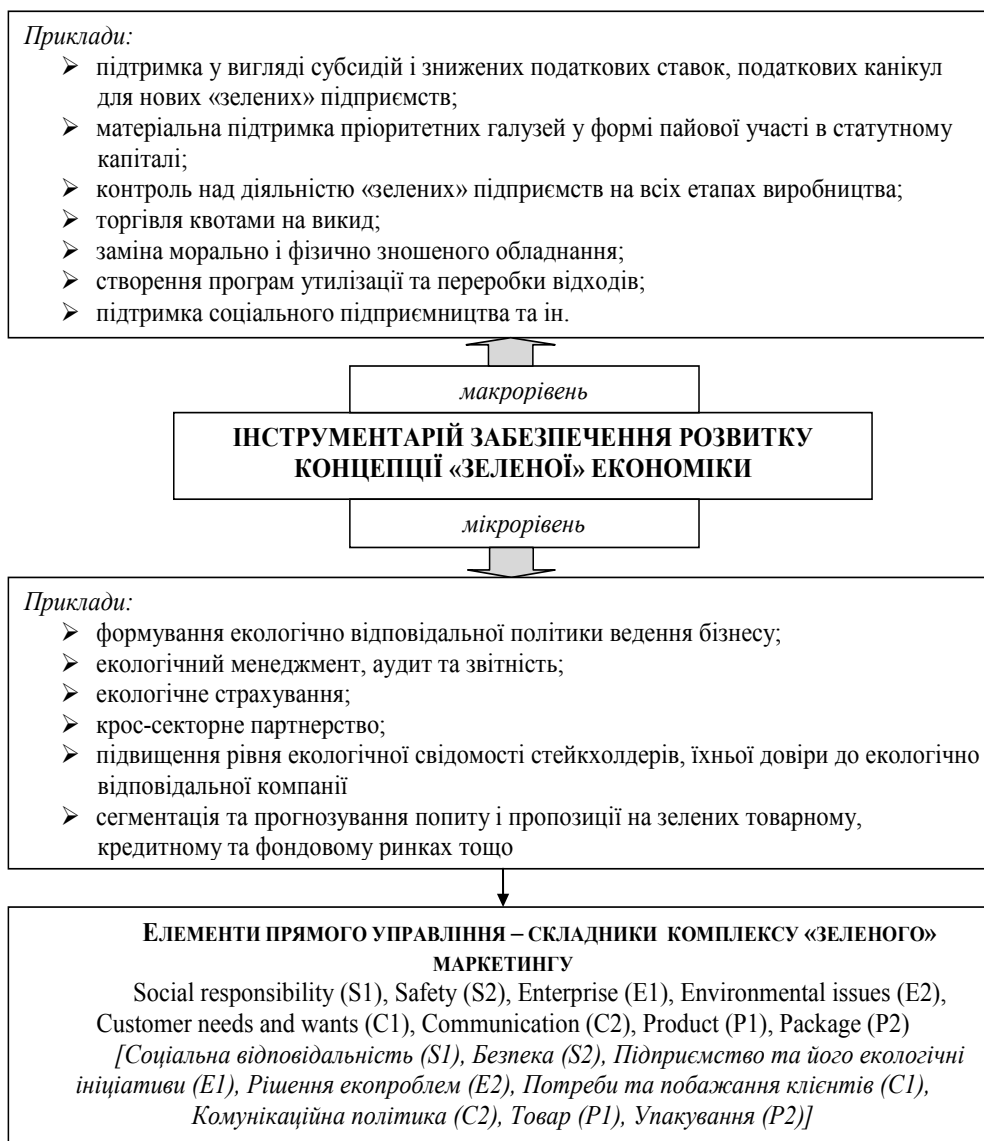 Приклади:
➢ підтримка у вигляді субсидій і знижених податкових ставок, податкових канікул
для нових «зелених» підприємств;
➢ матеріальна підтримка пріоритетних галузей у формі пайової участі в статутному
капіталі;
➢ контроль над діяльністю «зелених» підприємств на всіх етапах виробництва;
➢ торгівля квотами на викид;
➢ заміна морально і фізично зношеного обладнання;
➢ створення програм утилізації та переробки відходів;
➢ підтримка соціального підприємництва та ін.
макрорівень
ІНСТРУМЕНТАРІЙ ЗАБЕЗПЕЧЕННЯ РОЗВИТКУ
КОНЦЕПЦІЇ «ЗЕЛЕНОЇ» ЕКОНОМІКИ
мікрорівень
Приклади:
➢ формування екологічно відповідальної політики ведення бізнесу;
➢ екологічний менеджмент, аудит та звітність;
➢ екологічне страхування;
➢ крос-секторне партнерство;
➢ підвищення рівня екологічної свідомості стейкхолдерів, їхньої довіри до екологічно
відповідальної компанії
➢ сегментація та прогнозування попиту і пропозиції на зелених товарному,
кредитному та фондовому ринках тощо
ЕЛЕМЕНТИ ПРЯМОГО УПРАВЛІННЯ – СКЛАДНИКИ КОМПЛЕКСУ «ЗЕЛЕНОГО»
МАРКЕТИНГУ
Social responsibility (S1), Safety (S2), Enterprise (E1), Environmental issues (E2),
Customer needs and wants (C1), Communication (C2), Product (P1), Package (P2)
[Соціальна відповідальність (S1), Безпека (S2), Підприємство та його екологічні
ініціативи (E1), Рішення екопроблем (E2), Потреби та побажання клієнтів (C1),
Комунікаційна політика (C2), Товар (P1), Упакування (P2)]